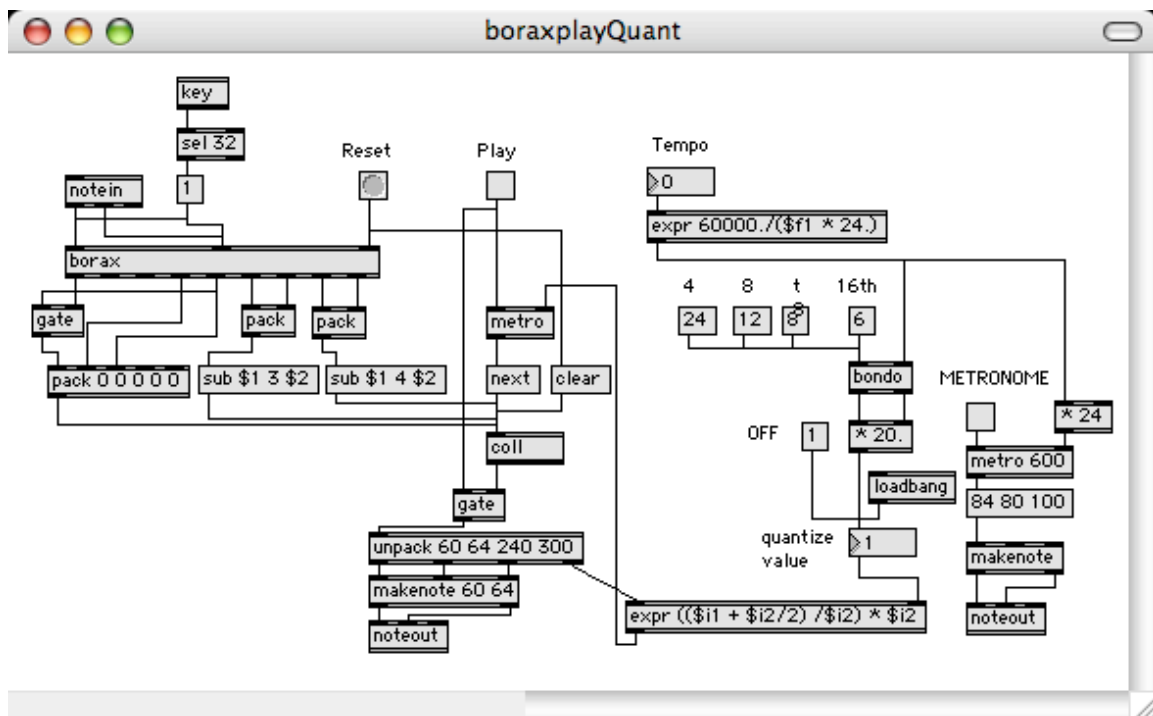 boraxplayQuant
key
sel 32
Reset
Play
Tempo
notein
1
0
expr 60000./($f1 * 24.)
borax
4 8 t 16th
gate
pack
pack
metro
24
12
8
6
pack 0 0 0 0 0
sub $1 3 $2
sub $1 4 $2
next
clear
bondo
METRONOME
* 24
OFF
1
* 20.
coll
metro 600
loadbang
gate
84 80 100
quantize
value
1
unpack 60 64 240 300
makenote
makenote 60 64
expr (($i1 + $i2/2) /$i2) * $i2
noteout
noteout